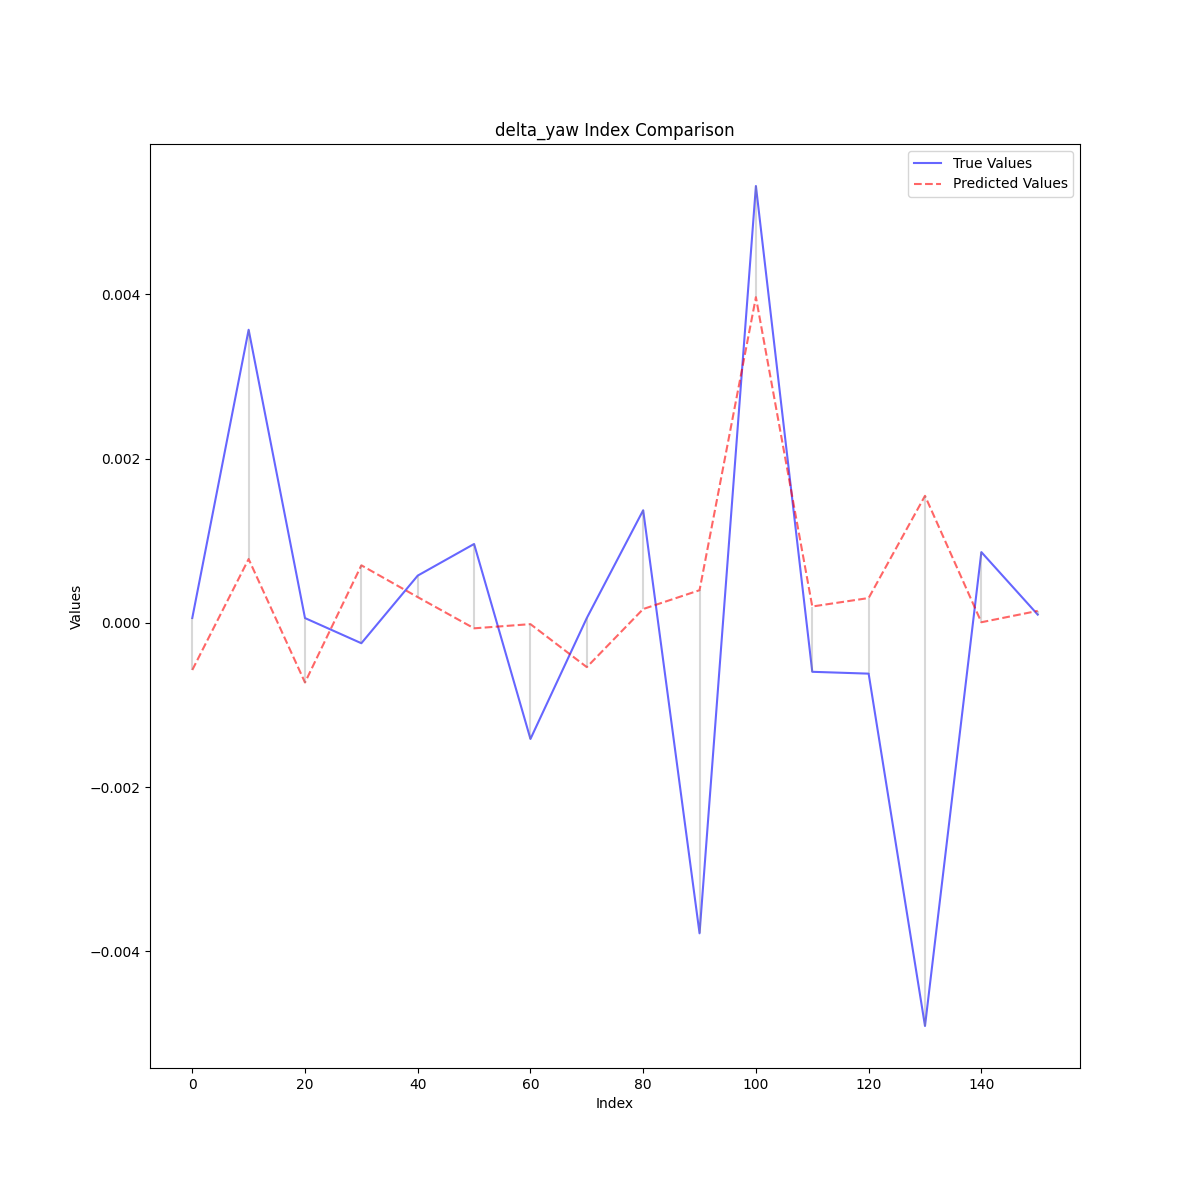 delta_yaw Index Comparison
True Values
Predicted Values
0.004
0.002
0.000
−0.002
−0.004
Values
0 20 40 60 80 100 120 140
Index